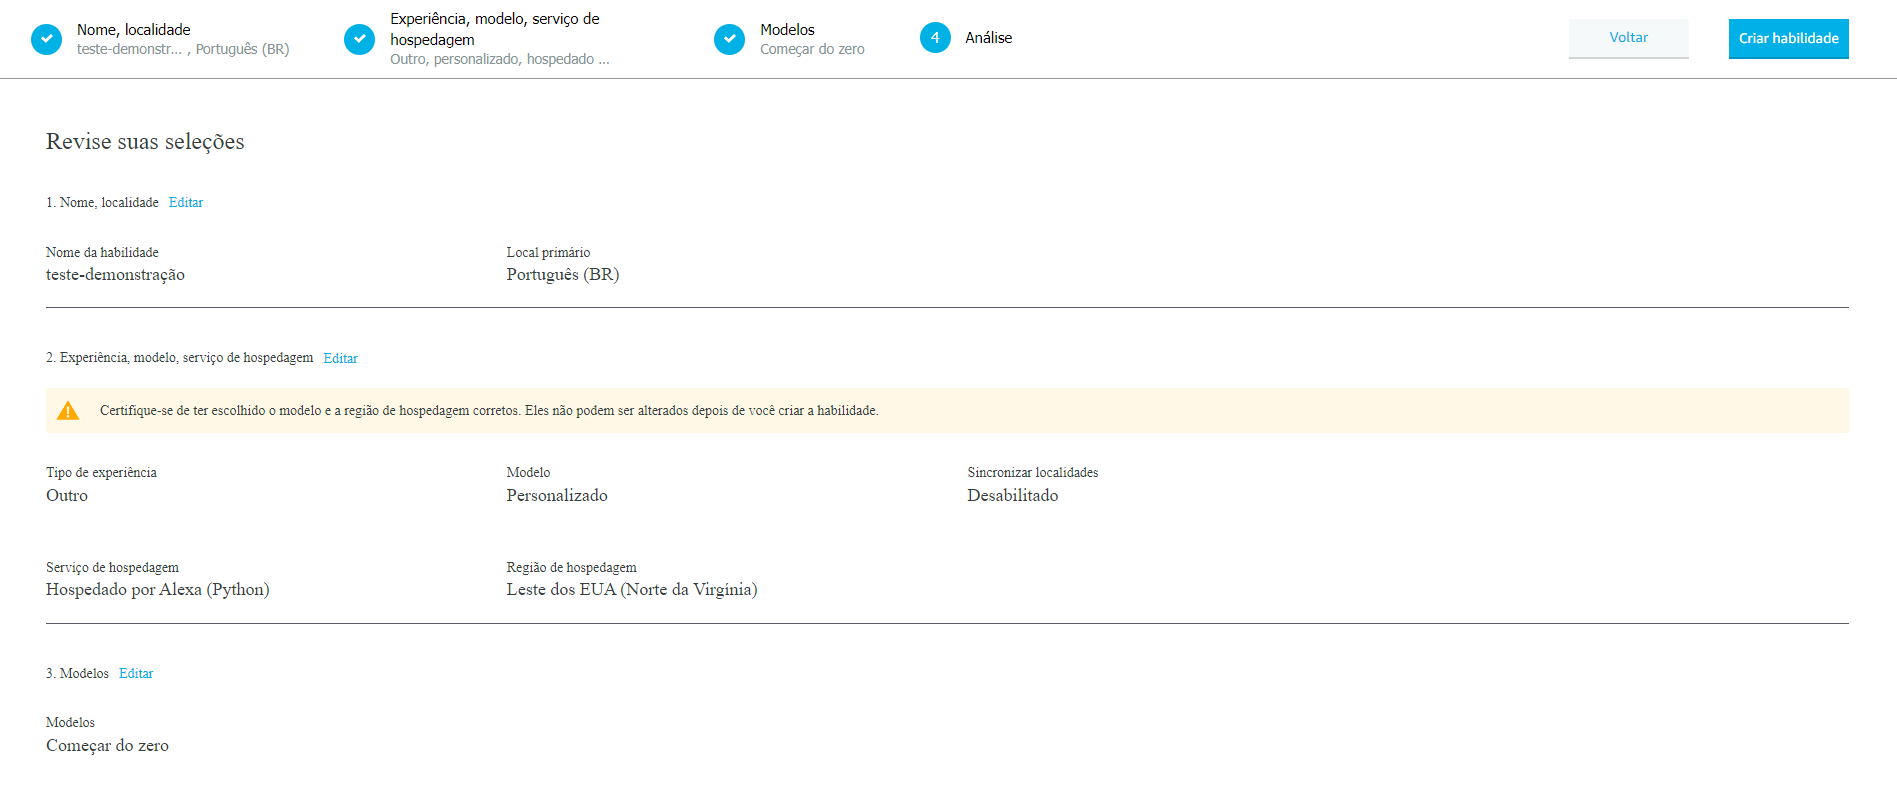 Nome, localidade
teste-demonstr... , Português (BR)
Experiência, modelo, serviço de
hospedagem
Outro, personalizado, hospedado ...
Modelos
Começar do zero
4 Análise
Voltar
Criar habilidade
Revise suas seleções
1. Nome, localidade Editar
Nome da habilidade
teste-demonstração
Local primário
Português (BR)
2. Experiência, modelo, serviço de hospedagem Editar
Certifique-se de ter escolhido o modelo e a região de hospedagem corretos. Eles não podem ser alterados depois de você criar a habilidade.
Tipo de experiência
Outro
Modelo
Personalizado
Sincronizar localidades
Desabilitado
Serviço de hospedagem
Hospedado por Alexa (Python)
Região de hospedagem
Leste dos EUA (Norte da Virgínia)
3. Modelos Editar
Modelos
Começar do zero